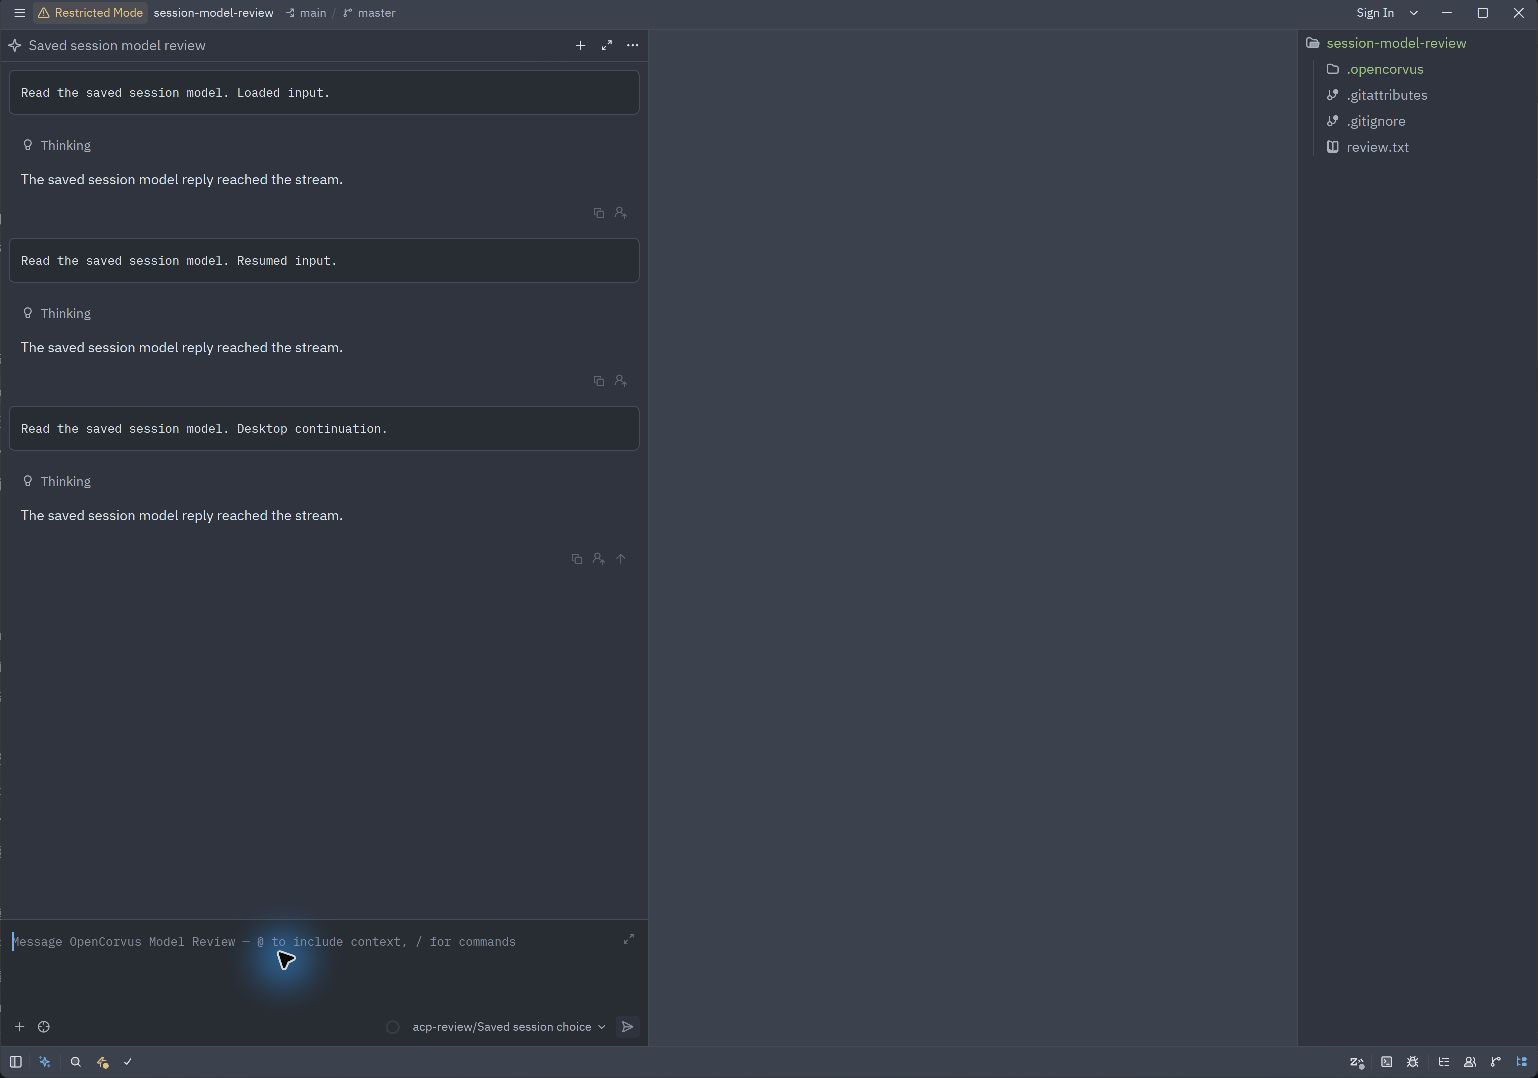 Restricted Mode session-model-review main / master Sign In
Saved session model review
Read the saved session model. Loaded input.
Thinking
The saved session model reply reached the stream.
Read the saved session model. Resumed input.
Thinking
The saved session model reply reached the stream.
Read the saved session model. Desktop continuation.
Thinking
The saved session model reply reached the stream.
Message OpenCorvus Model Review — @ to include context, / for commands
acp-review/Saved session choice
session-model-review
.opencorvus
.gitattributes
.gitignore
review.txt